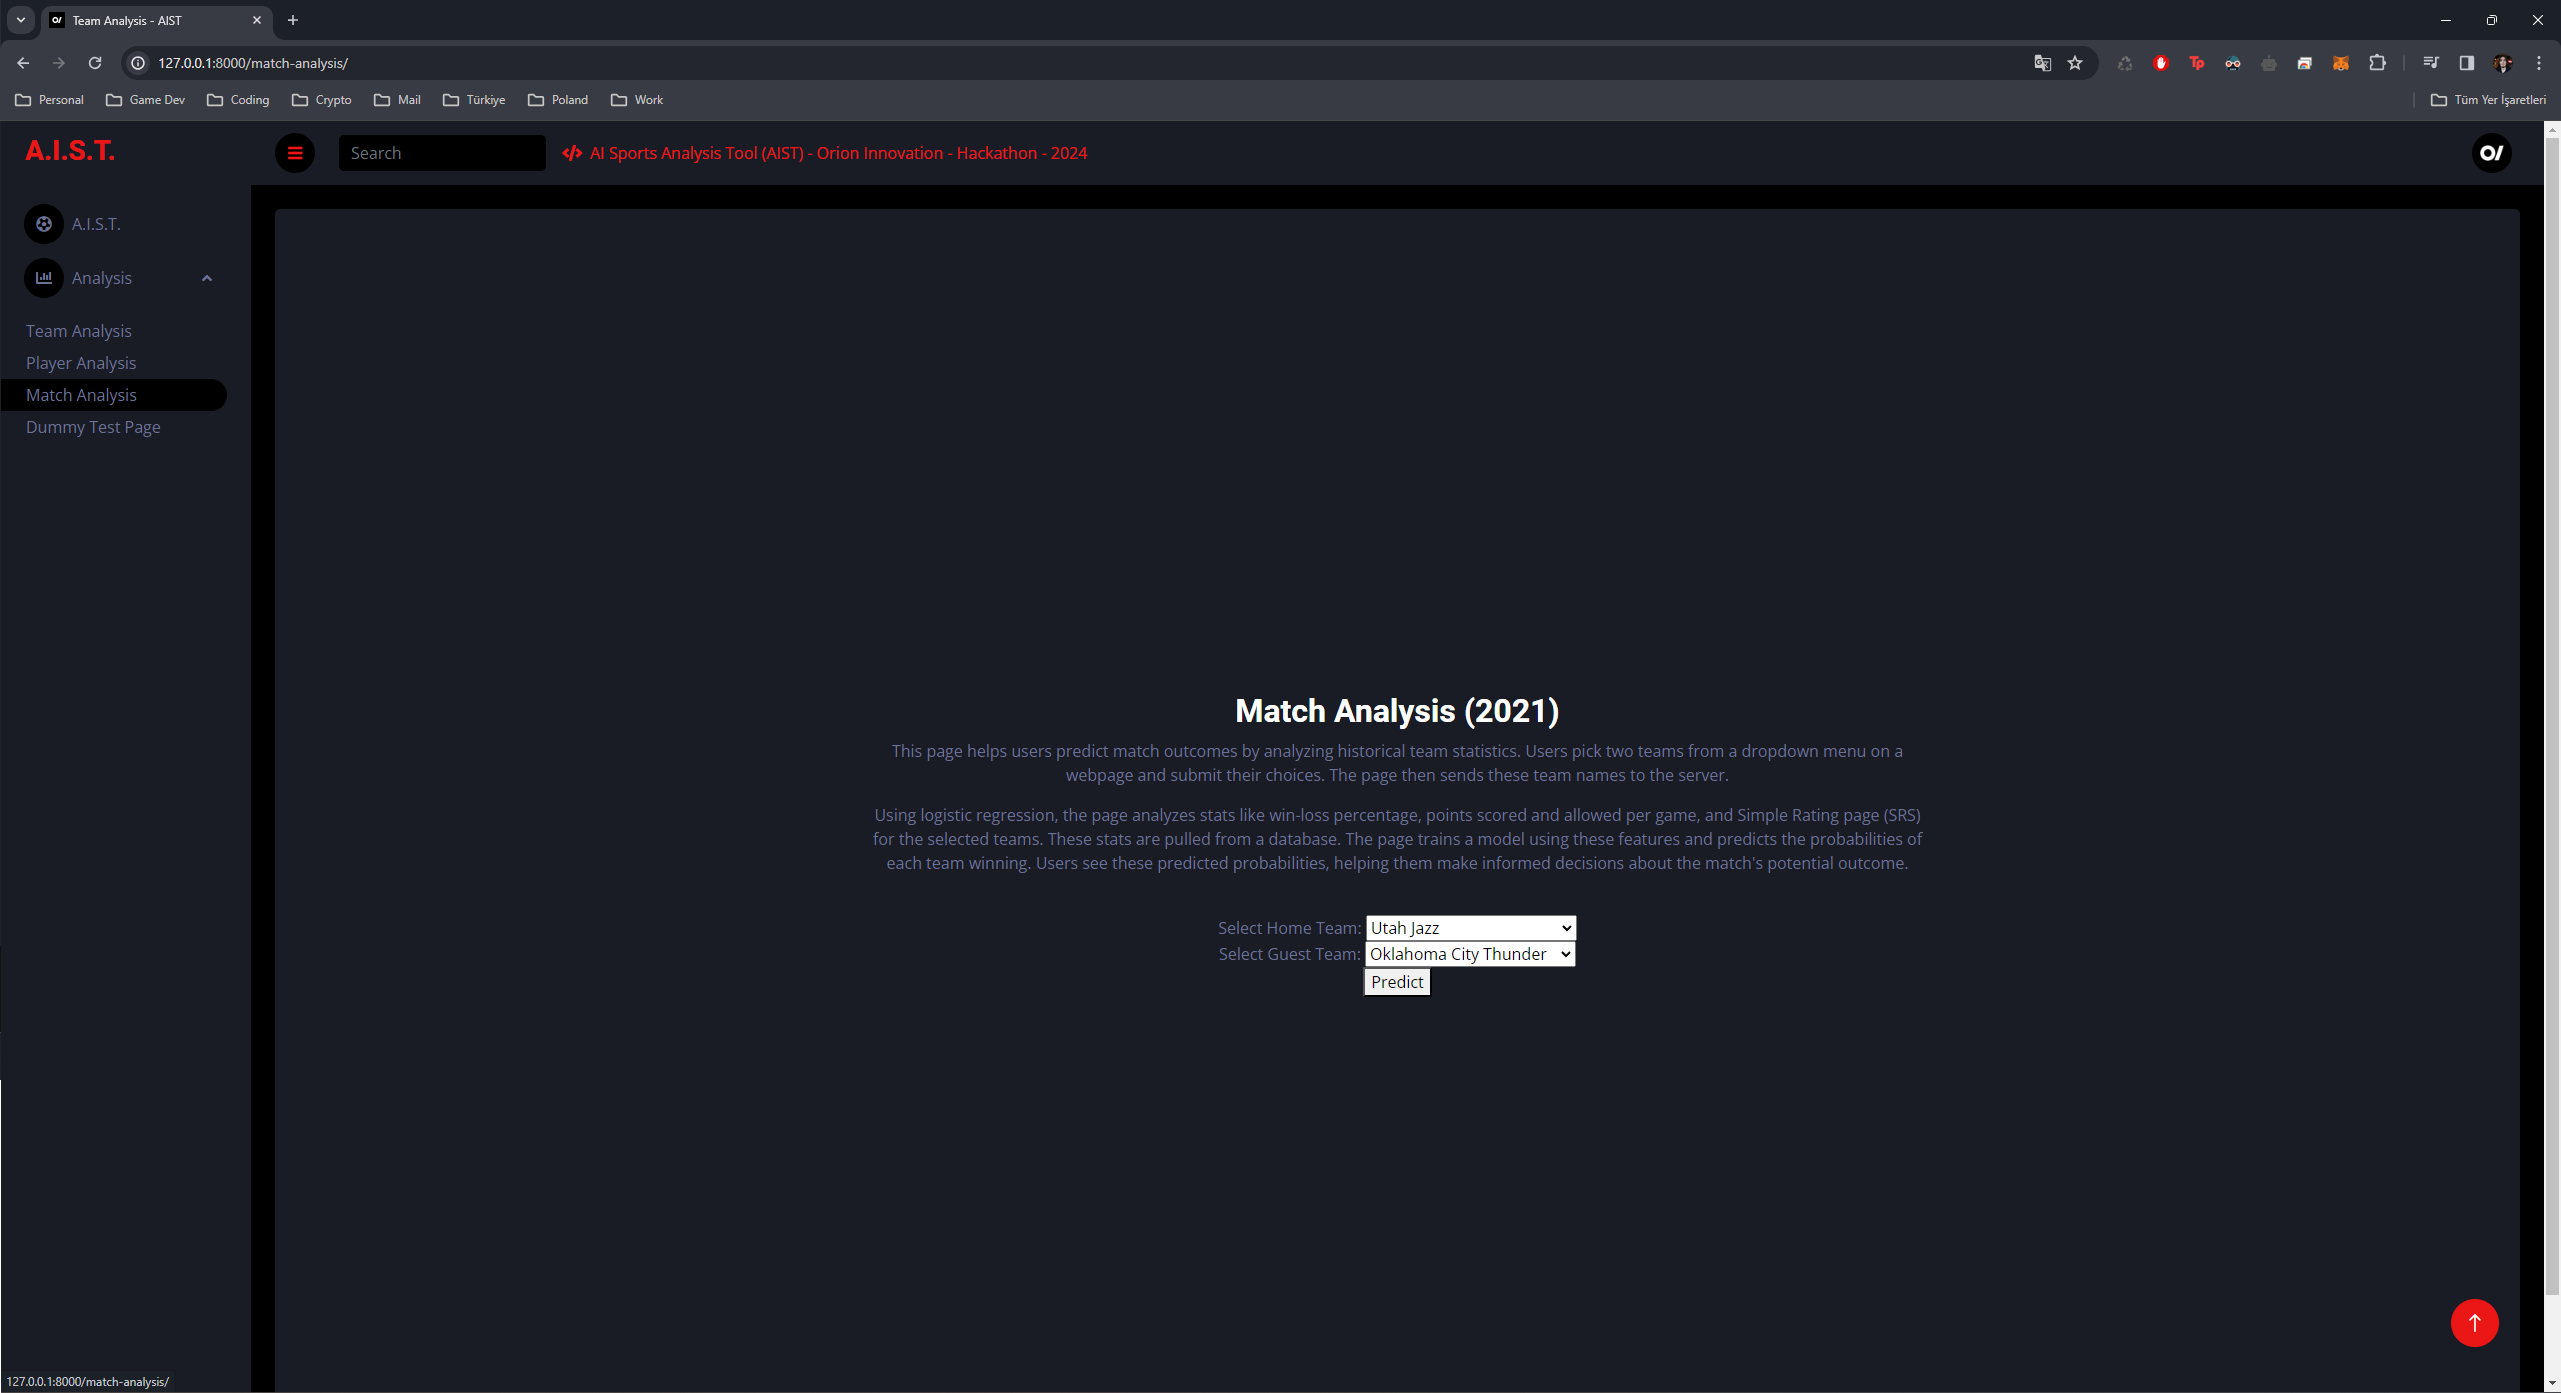 Team Analysis - AIST
127.0.0.1:8000/match-analysis/
Personal
Game Dev
Coding
Crypto
Mail
Türkiye
Poland
Work
Tüm Yer İşaretleri
A.I.S.T.
Search
AI Sports Analysis Tool (AIST) - Orion Innovation - Hackathon - 2024
A.I.S.T.
Analysis
Team Analysis
Player Analysis
Match Analysis
Dummy Test Page
Match Analysis (2021)
This page helps users predict match outcomes by analyzing historical team statistics. Users pick two teams from a dropdown menu on a
webpage and submit their choices. The page then sends these team names to the server.
Using logistic regression, the page analyzes stats like win-loss percentage, points scored and allowed per game, and Simple Rating page (SRS)
for the selected teams. These stats are pulled from a database. The page trains a model using these features and predicts the probabilities of
each team winning. Users see these predicted probabilities, helping them make informed decisions about the match's potential outcome.
Select Home Team: Utah Jazz
Select Guest Team: Oklahoma City Thunder
Predict
127.0.0.1:8000/match-analysis/